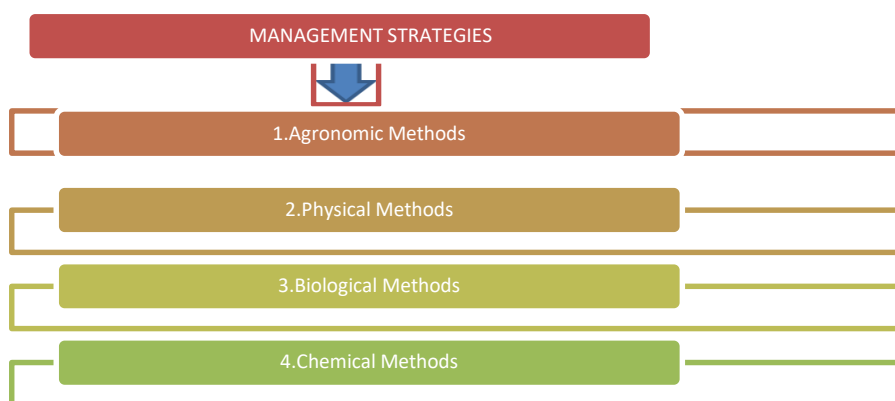 MANAGEMENT STRATEGIES
1.Agronomic Methods
2.Physical Methods
3.Biological Methods
4.Chemical Methods